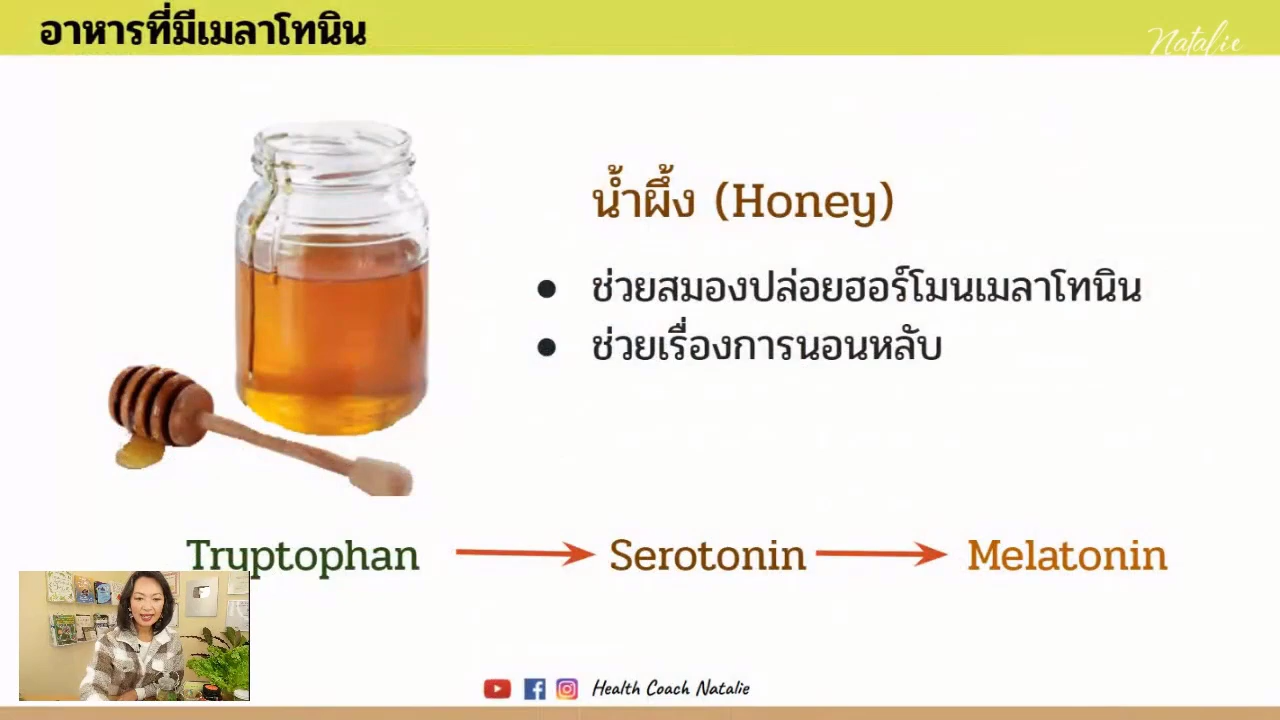 อาหารที่มีเมลาโทนิน
Natalie
น้ำผึ้ง (Honey)
● ช่วยสมองปล่อยฮอร์โมนเมลาโทนิน
● ช่วยเรื่องการนอนหลับ
Tryptophan Serotonin Melatonin
Health Coach Natalie